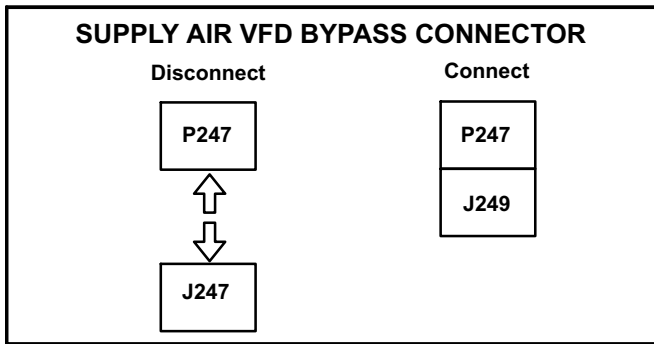 SUPPLY AIR VFD BYPASS CONNECTOR
Disconnect
Connect
P247
P247
J249
J247